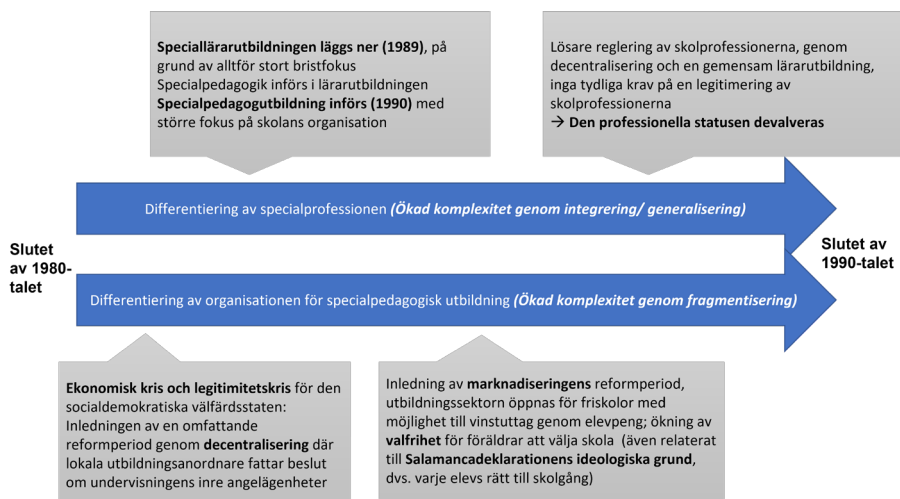 Speciallärarutbildningen läggs ner (1989), på
grund av alltför stort bristfokus
Specialpedagogik införs i lärarutbildningen
Specialpedagogutbildning införs (1990) med
större fokus på skolans organisation
Lösare reglering av skolprofessionerna, genom
decentralisering och en gemensam lärarutbildning,
inga tydliga krav på en legitimering av
skolprofessionerna
→ Den professionella statusen devalveras
Differentiering av specialprofessionen (Ökad komplexitet genom integrering/ generalisering)
Slutet
av 1980-
talet
Slutet av
1990-talet
Differentiering av organisationen för specialpedagogisk utbildning (Ökad komplexitet genom fragmentisering)
Ekonomisk kris och legitimitetskris för den
socialdemokratiska välfärdsstaten:
Inledningen av en omfattande
reformperiod genom decentralisering där
lokala utbildningsanordnare fattar beslut
om undervisningens inre angelägenheter
Inledning av marknadiseringens reformperiod,
utbildningssektorn öppnas för friskolor med
möjlighet till vinstuttag genom elevpeng; ökning av
valfrihet för föräldrar att välja skola (även relaterat
till Salamancadeklarationens ideologiska grund,
dvs. varje elevs rätt till skolgång)